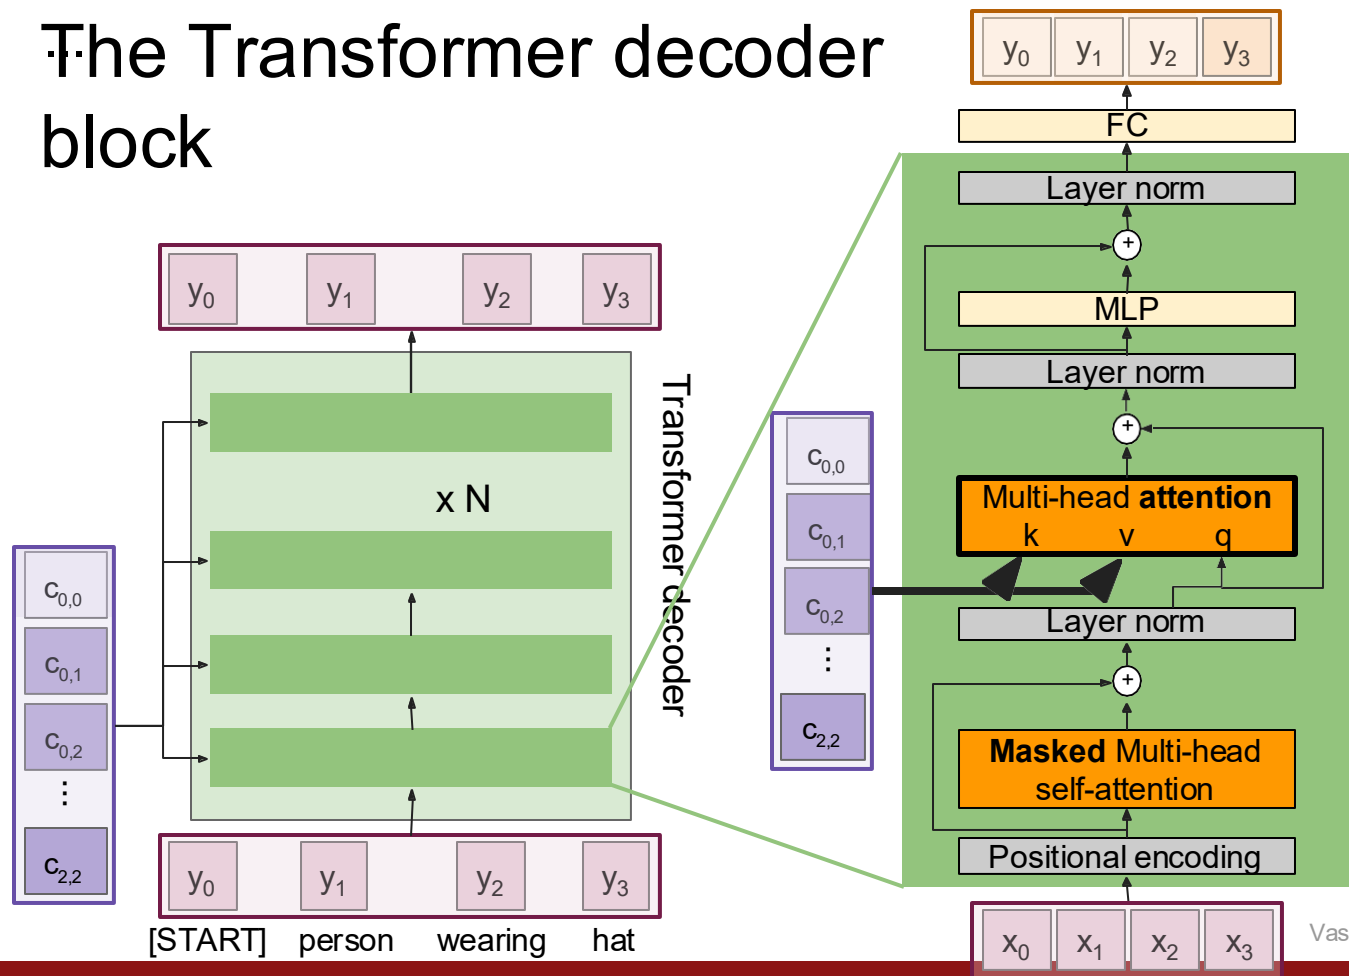 The Transformer decoder
block
...
y0 y1 y2 y3
Transformer decoder
x N
c0,0
c0,1
c0,2
...
c2,2
y0 y1 y2 y3
[START] person wearing hat
y0 y1 y2 y3
FC
Layer norm
+
MLP
Layer norm
+
Multi-head attention
k v q
c0,0
c0,1
c0,2
...
c2,2
Layer norm
+
Masked Multi-head
self-attention
Positional encoding
x0 x1 x2 x3
Vas